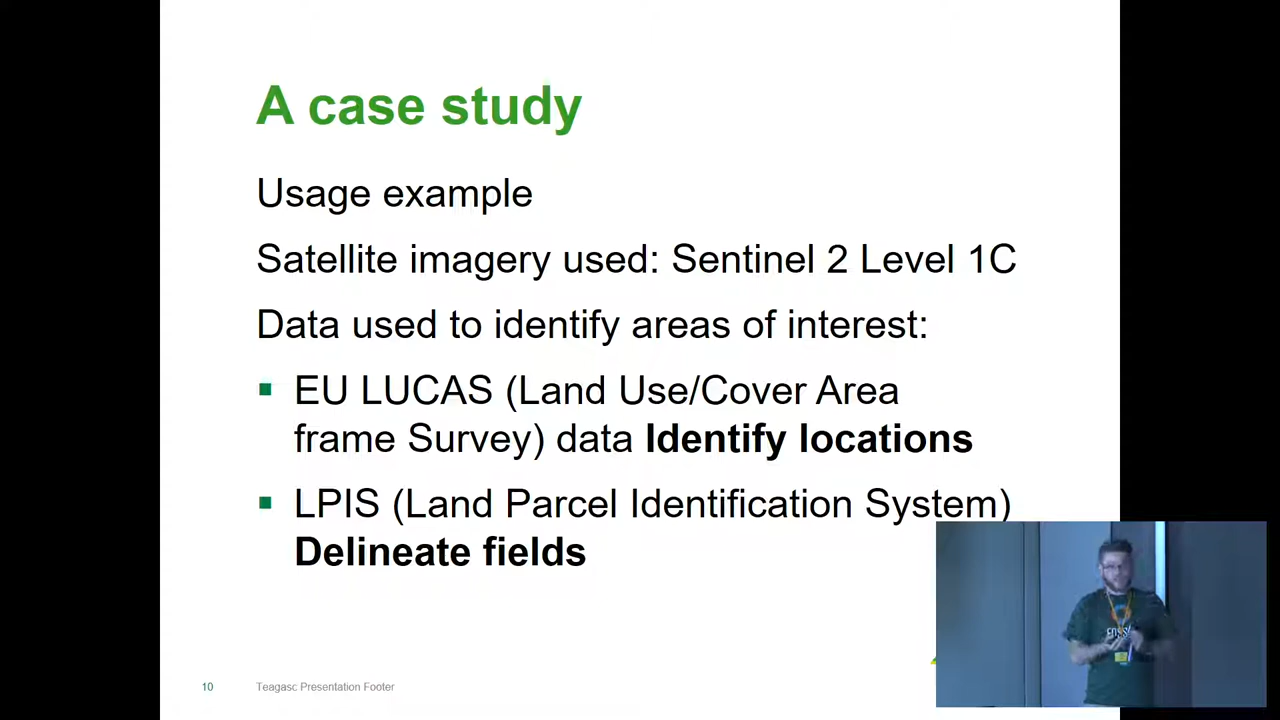 A case study
Usage example
Satellite imagery used: Sentinel 2 Level 1C
Data used to identify areas of interest:
▪ EU LUCAS (Land Use/Cover Area
frame Survey) data Identify locations
▪ LPIS (Land Parcel Identification System)
Delineate fields
10 Teagasc Presentation Footer